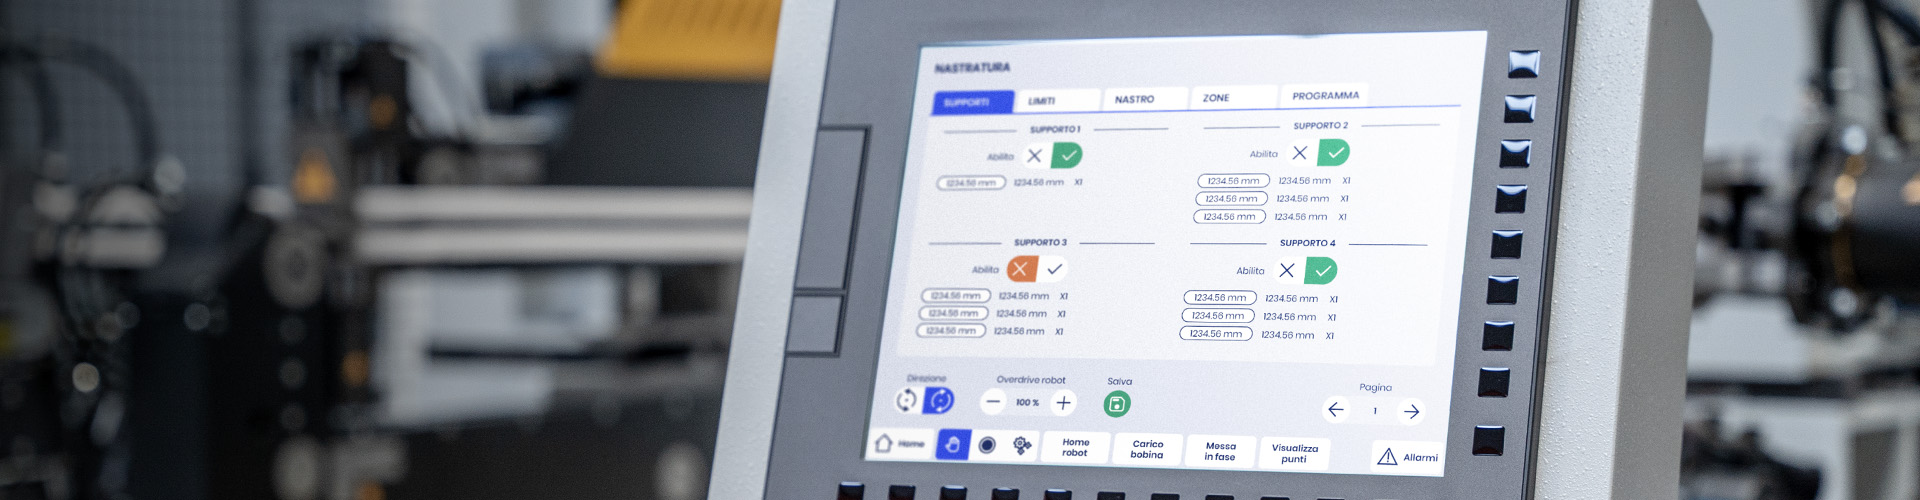 NASTRATURA
SUPPORTI LIMITI NASTRO ZONE PROGRAMMA
SUPPORTO 1
Abilita
1234.56 mm 1234.56 mm X1
SUPPORTO 2
Abilita
1234.56 mm 1234.56 mm X1
1234.56 mm 1234.56 mm X1
1234.56 mm 1234.56 mm X1
SUPPORTO 3
Abilita
1234.56 mm 1234.56 mm X1
1234.56 mm 1234.56 mm X1
1234.56 mm 1234.56 mm X1
SUPPORTO 4
Abilita
1234.56 mm 1234.56 mm X1
1234.56 mm 1234.56 mm X1
1234.56 mm 1234.56 mm X1
Direzione
Overdrive robot
100 %
Salva
Pagina
1
Home
Home
robot
Carico
bobina
Messa
in fase
Visualizza
punti
Allarmi